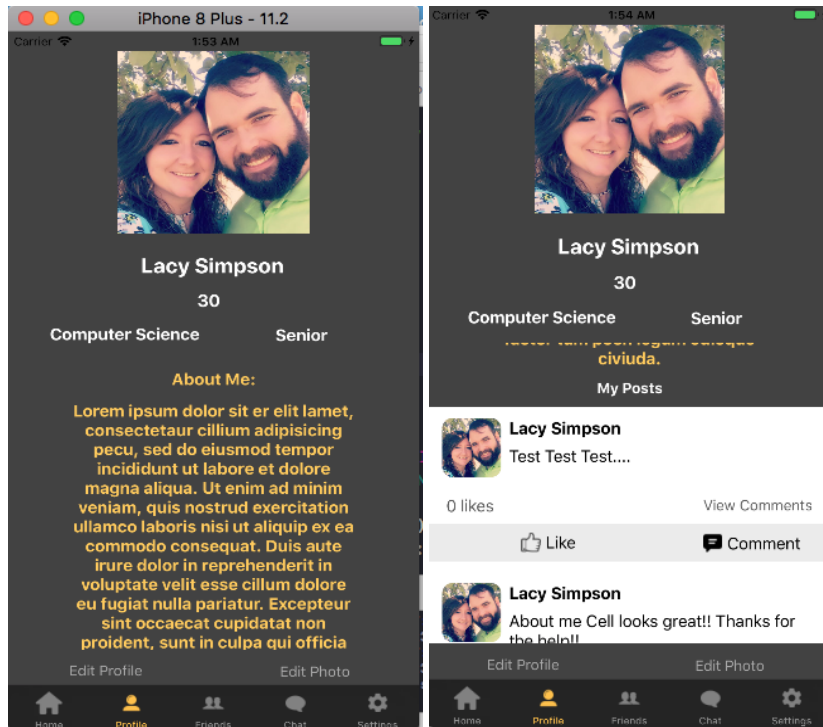 iPhone 8 Plus - 11.2
Carrier
1:53 AM
Lacy Simpson
30
Computer Science
Senior
About Me:
Lorem ipsum dolor sit er elit lamet,
consectetaur cillium adipisicing
pecu, sed do eiusmod tempor
incididunt ut labore et dolore
magna aliqua. Ut enim ad minim
veniam, quis nostrud exercitation
ullamco laboris nisi ut aliquip ex ea
commodo consequat. Duis aute
irure dolor in reprehenderit in
voluptate velit esse cillum dolore
eu fugiat nulla pariatur. Excepteur
sint occaecat cupidatat non
proident, sunt in culpa qui officia
Edit Profile
Edit Photo
Home
Profile
Friends
Chat
Settings
Carrier
1:54 AM
Lacy Simpson
30
Computer Science
Senior
civiuda.
My Posts
Lacy Simpson
Test Test Test....
0 likes
View Comments
Like
Comment
Lacy Simpson
About me Cell looks great!! Thanks for
the help!!
Edit Profile
Edit Photo
Home
Profile
Friends
Chat
Settings